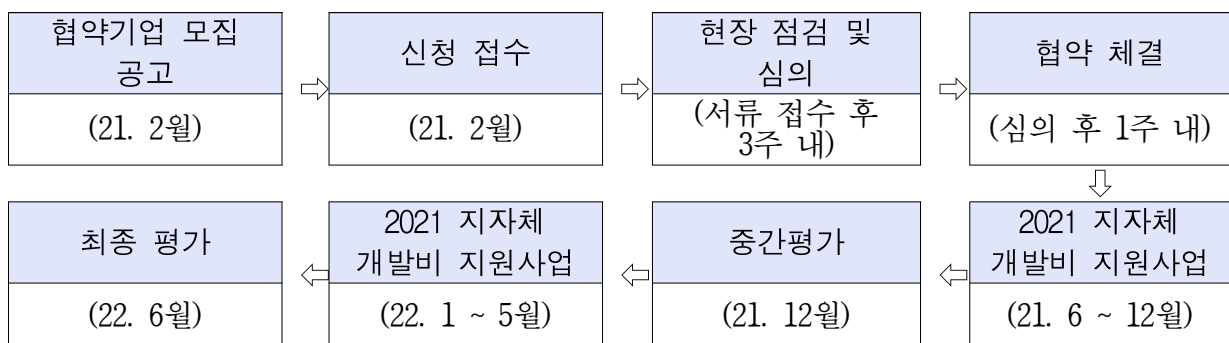 협약기업 모집
공고
(21. 2월)
신청 접수
(21. 2월)
현장 점검 및
심의
(서류 접수 후
3주 내)
협약 체결
(심의 후 1주 내)
2021 지자체
개발비 지원사업
(21. 6 ~ 12월)
중간평가
(21. 12월)
2021 지자체
개발비 지원사업
(22. 1 ~ 5월)
최종 평가
(22. 6월)